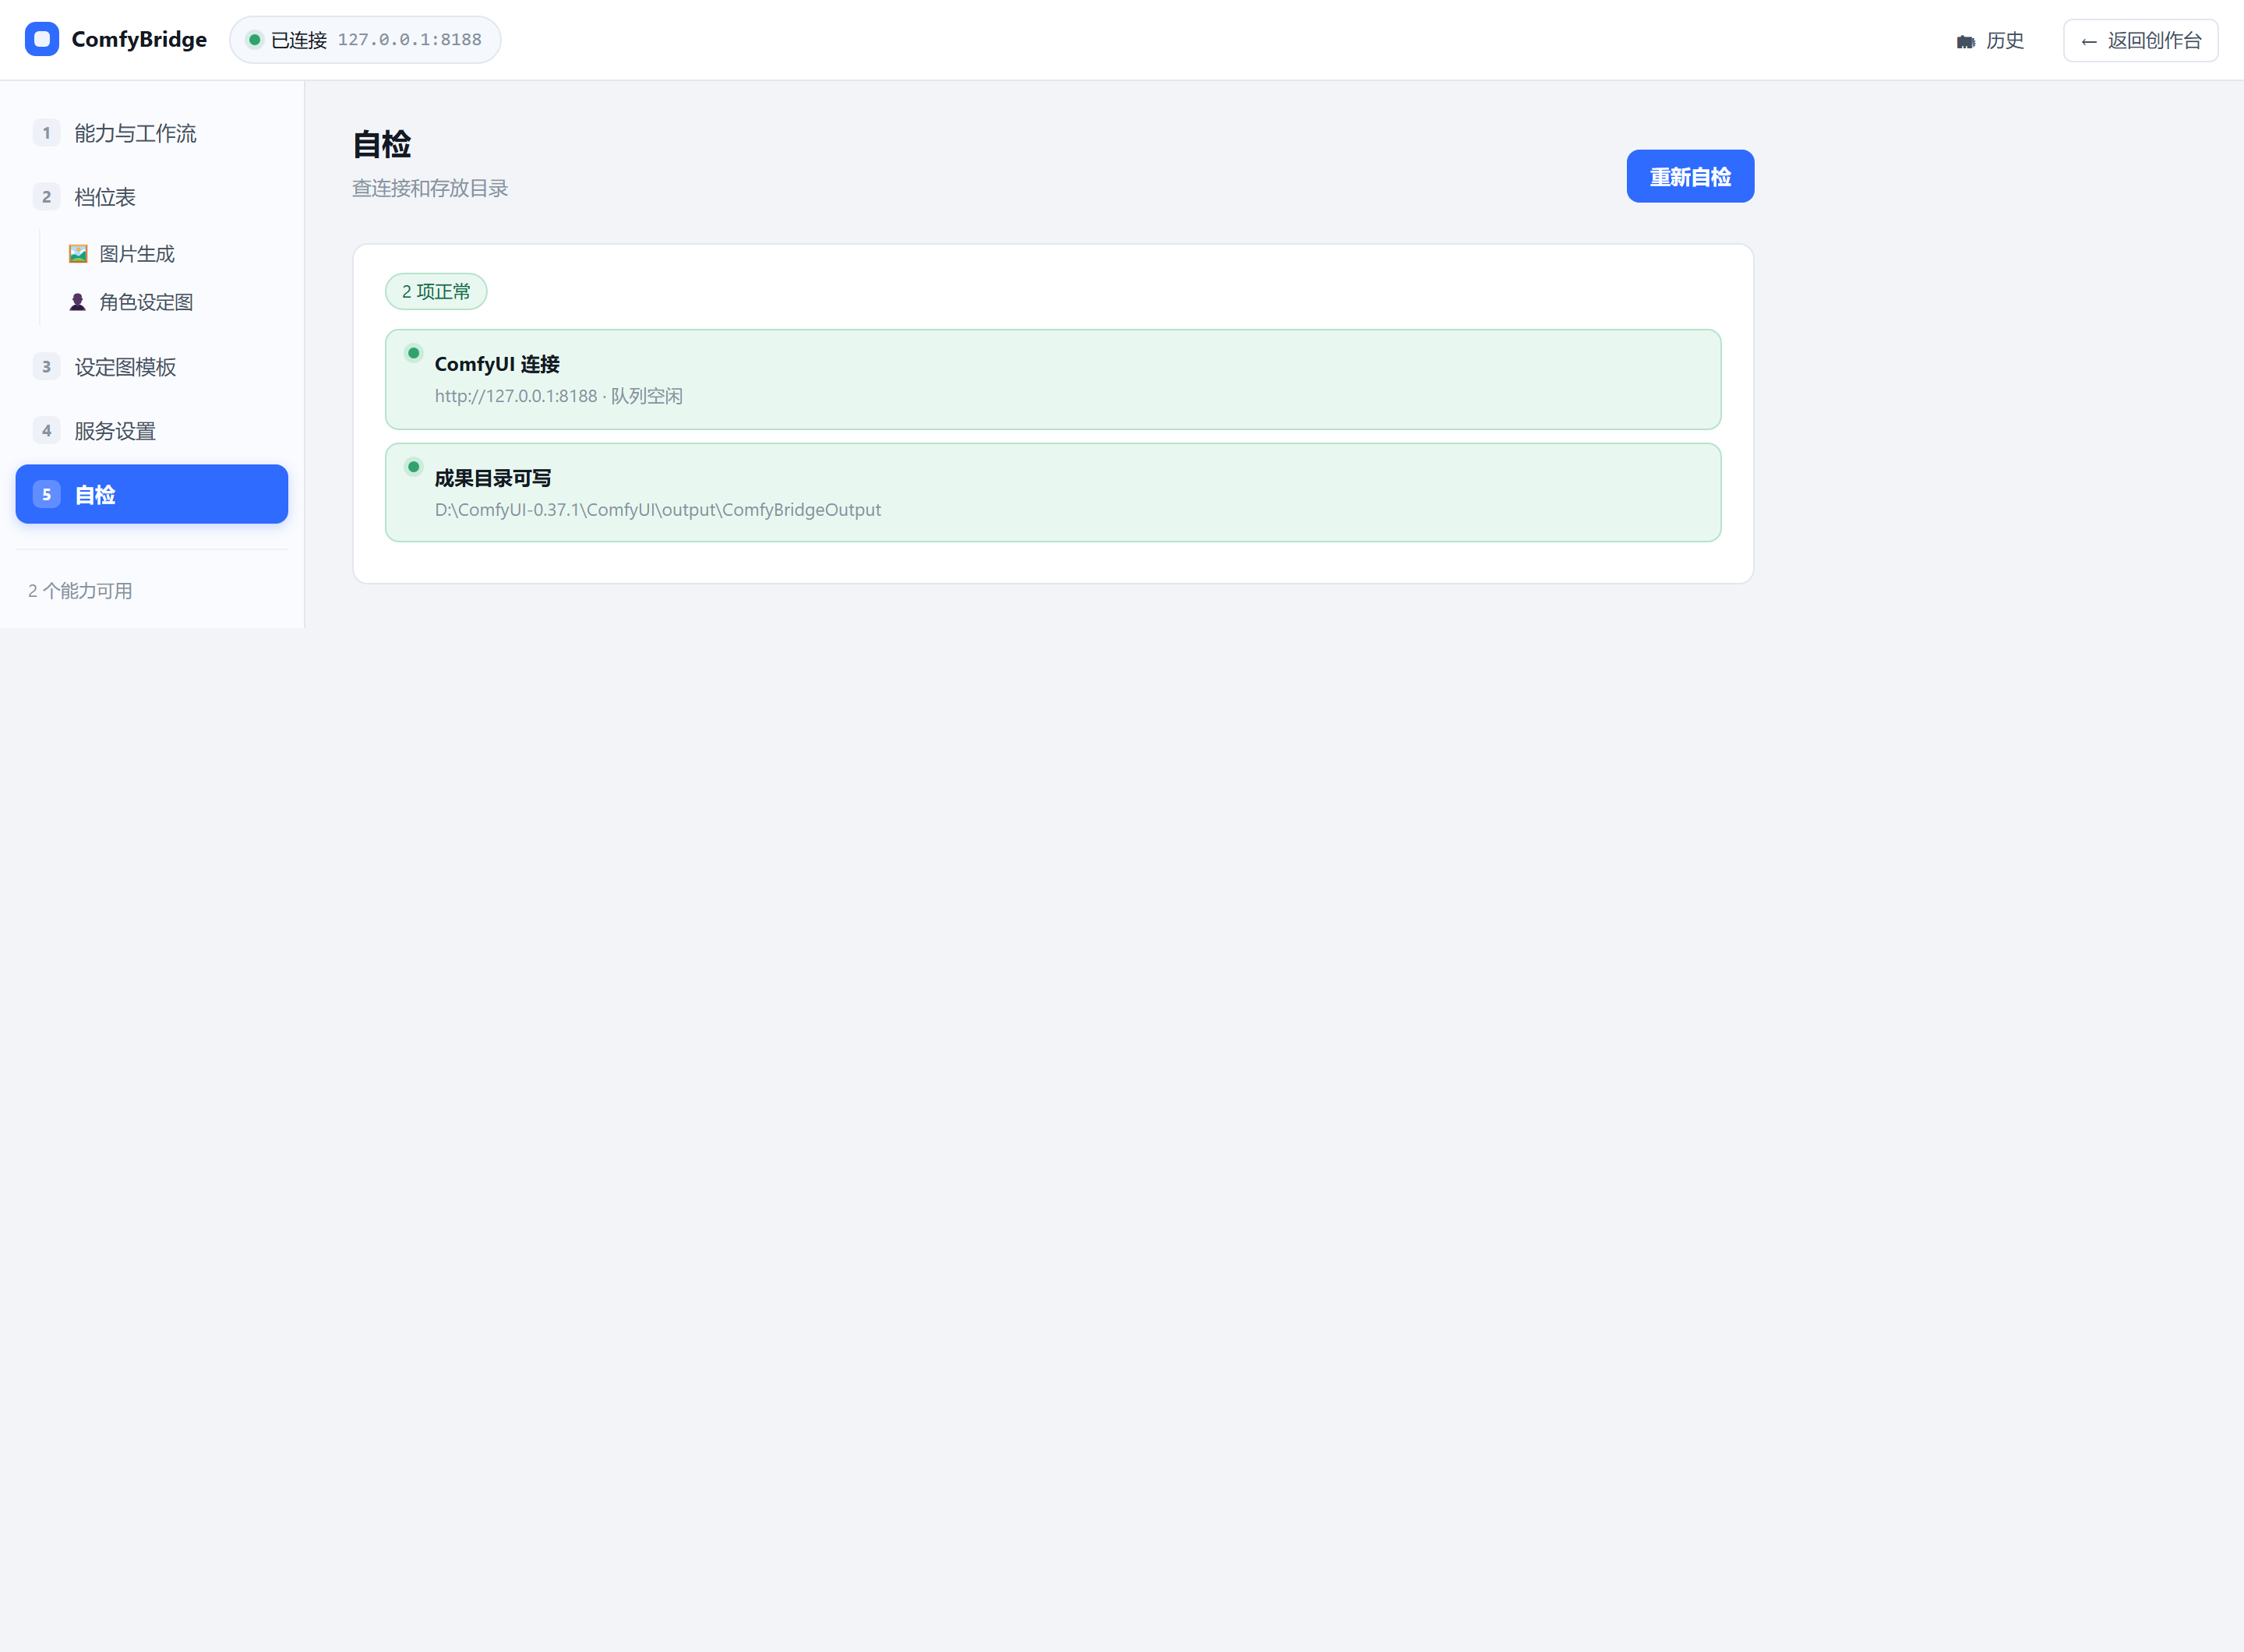 ComfyBridge
已连接 127.0.0.1:8188
历史
← 返回创作台
1 能力与工作流
2 档位表
图片生成
角色设定图
3 设定图模板
4 服务设置
5 自检
2 个能力可用
自检
查连接和存放目录
重新自检
2 项正常
ComfyUI 连接
http://127.0.0.1:8188 · 队列空闲
成果目录可写
D:\ComfyUI-0.37.1\ComfyUI\output\ComfyBridgeOutput